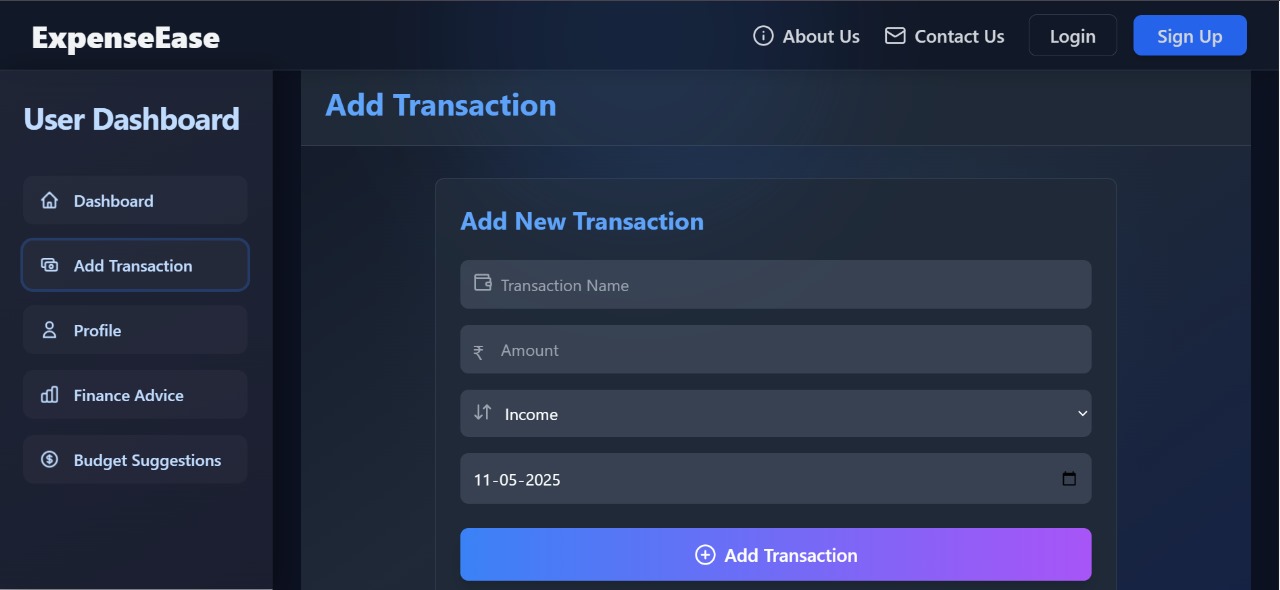 ExpenseEase
About Us
Contact Us
Login
Sign Up
User Dashboard
Dashboard
Add Transaction
Profile
Finance Advice
Budget Suggestions
Add Transaction
Add New Transaction
Transaction Name
₹ Amount
Income
11-05-2025
Add Transaction